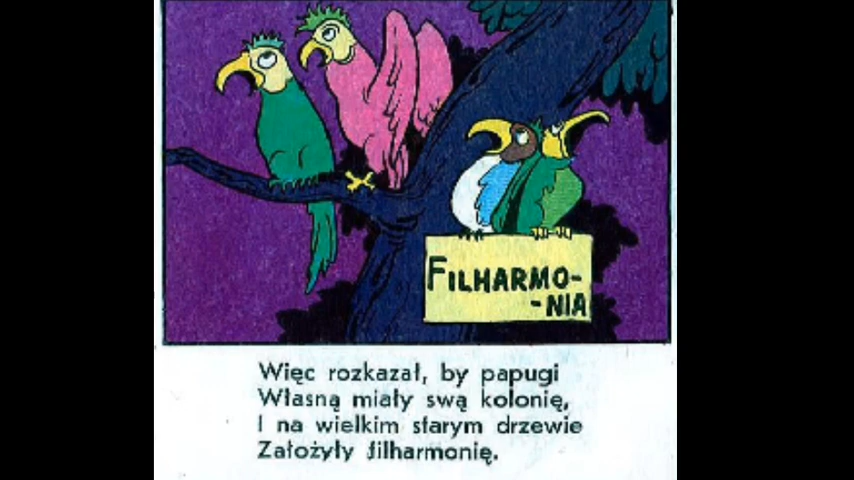 FILHARMO-
-NIA
Więc rozkazał, by papugi
Własną miały swą kolonię,
I na wielkim starym drzewie
Założyły filharmonię.